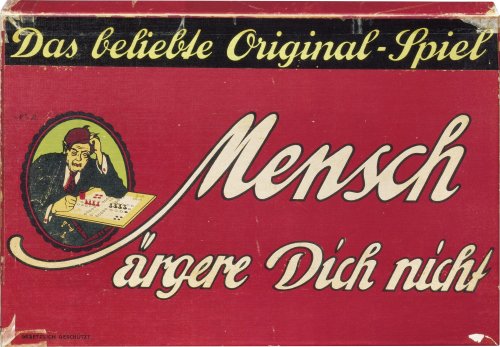 Das beliebte Original-Spiel
Mensch
ärgere Dich nicht
GESETZLICH GESCHÜTZT